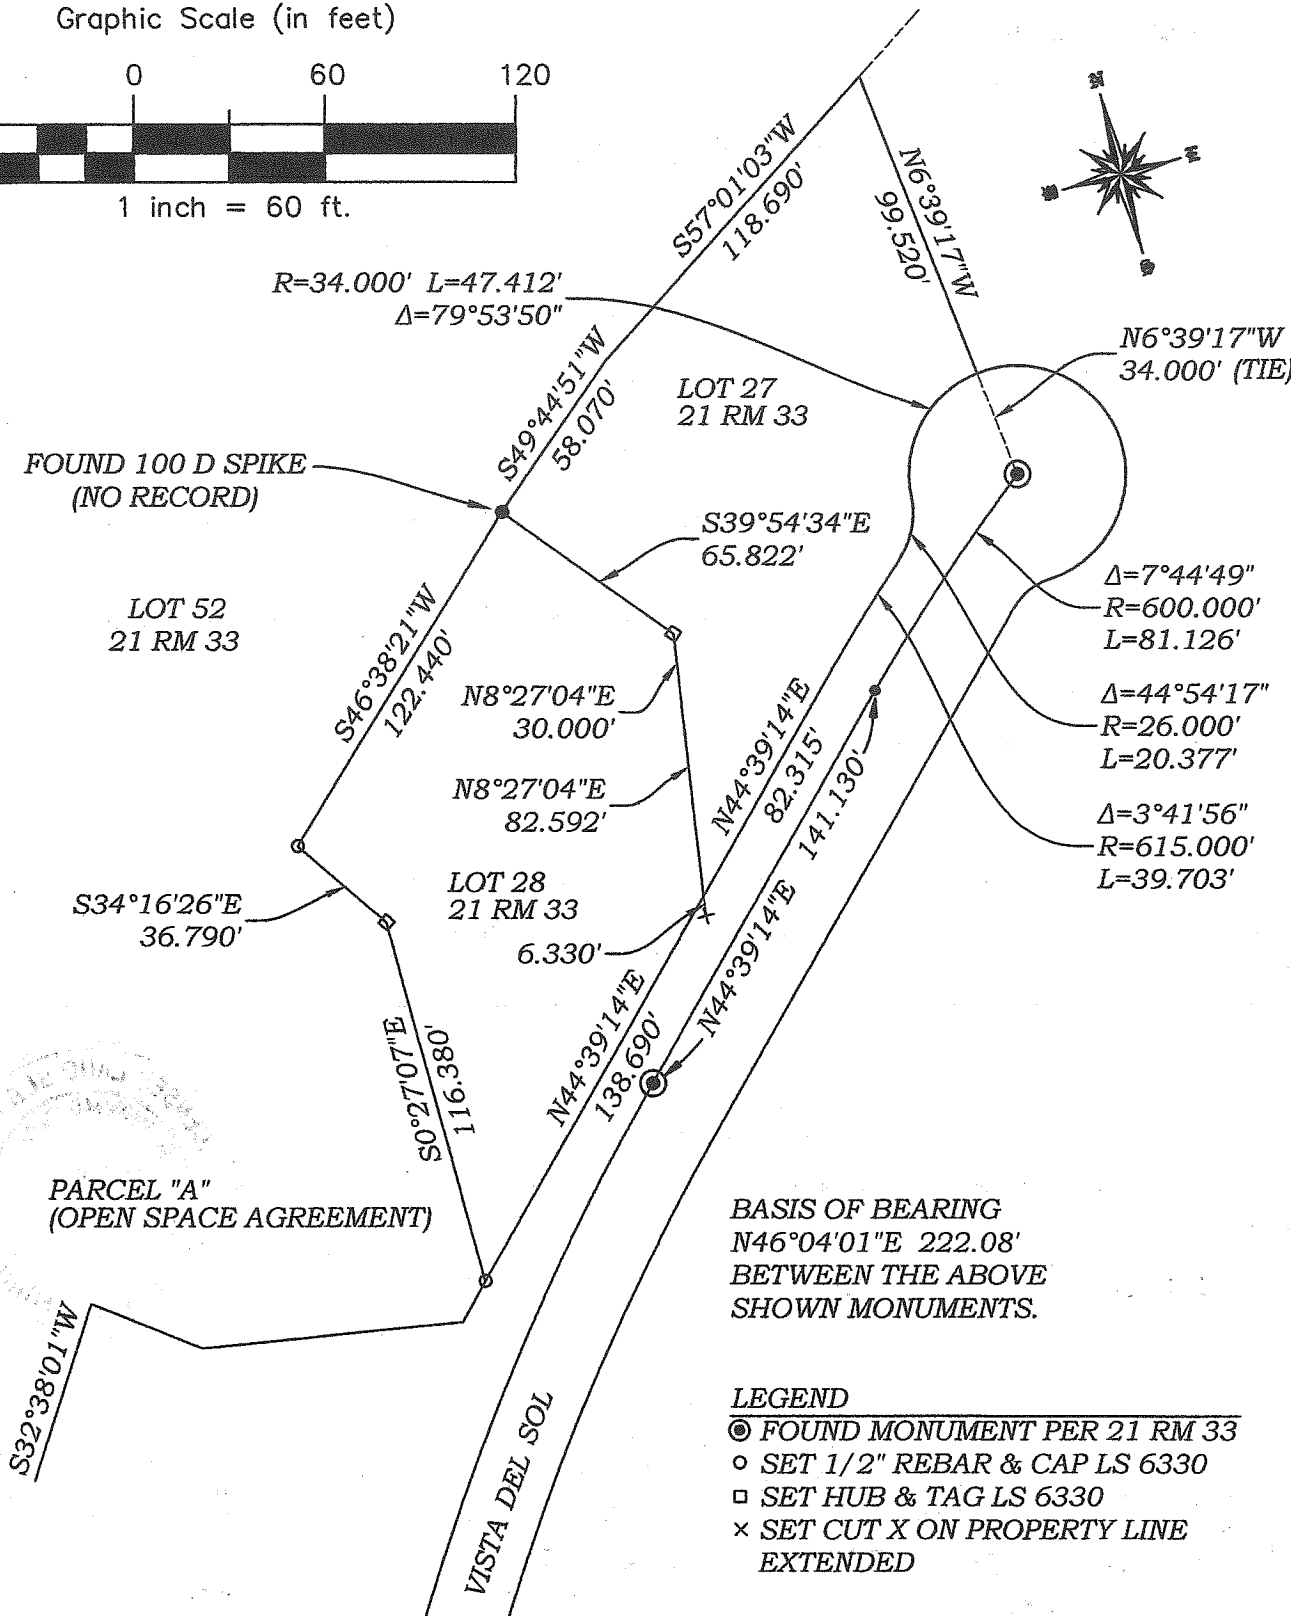 Graphic Scale (in feet)
0 60 120
1 inch = 60 ft.
S57°01'03"W
118.690'
N6°39'17"W
99.520'
R=34.000' L=47.412'
Δ=79°53'50"
N6°39'17"W
34.000' (TIE)
S49°44'51"W
58.070'
LOT 27
21 RM 33
FOUND 100 D SPIKE
(NO RECORD)
S39°54'34"E
65.822'
Δ=7°44'49"
R=600.000'
L=81.126'
LOT 52
21 RM 33
S46°38'21"W
122.440'
N8°27'04"E
30.000'
Δ=44°54'17"
R=26.000'
L=20.377'
N8°27'04"E
82.592'
N44°39'14"E
82.315'
N44°39'14"E 141.130'
Δ=3°41'56"
R=615.000'
L=39.703'
S34°16'26"E
36.790'
LOT 28
21 RM 33
6.330'
N44°39'14"E
138.690'
S0°27'07"E
116.380'
PARCEL "A"
(OPEN SPACE AGREEMENT)
S32°38'01"W
VISTA DEL SOL
BASIS OF BEARING
N46°04'01"E 222.08'
BETWEEN THE ABOVE
SHOWN MONUMENTS.
LEGEND
FOUND MONUMENT PER 21 RM 33
SET 1/2" REBAR & CAP LS 6330
SET HUB & TAG LS 6330
SET CUT X ON PROPERTY LINE
EXTENDED